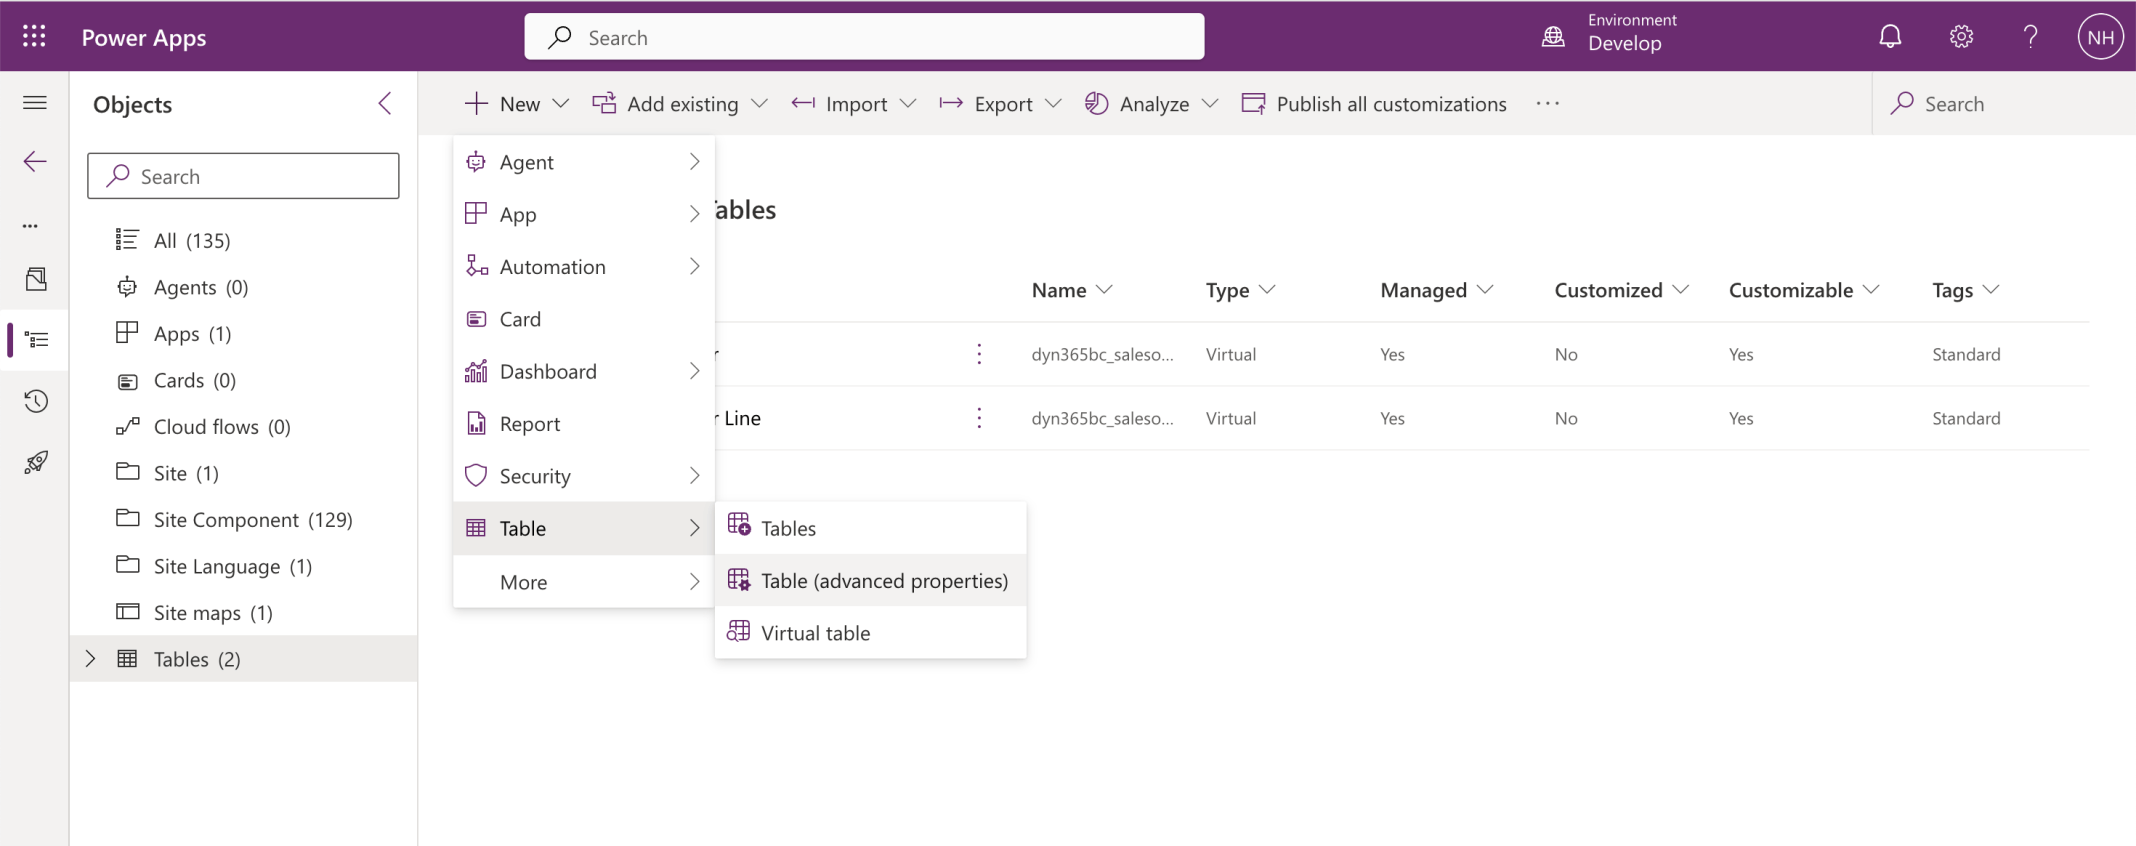 Power Apps
Search
Environment
Develop
?
NH
Objects
New
Add existing
Import
Export
Analyze
Publish all customizations
...
Search
Search
All (135)
Agents (0)
Apps (1)
Cards (0)
Cloud flows (0)
Site (1)
Site Component (129)
Site Language (1)
Site maps (1)
Tables (2)
Agent
App
Automation
Card
Dashboard
Report
Security
Table
More
Tables
Table (advanced properties)
Virtual table
ables
Name Type Managed Customized Customizable Tags
r dyn365bc_saleso... Virtual Yes No Yes Standard
r Line dyn365bc_saleso... Virtual Yes No Yes Standard